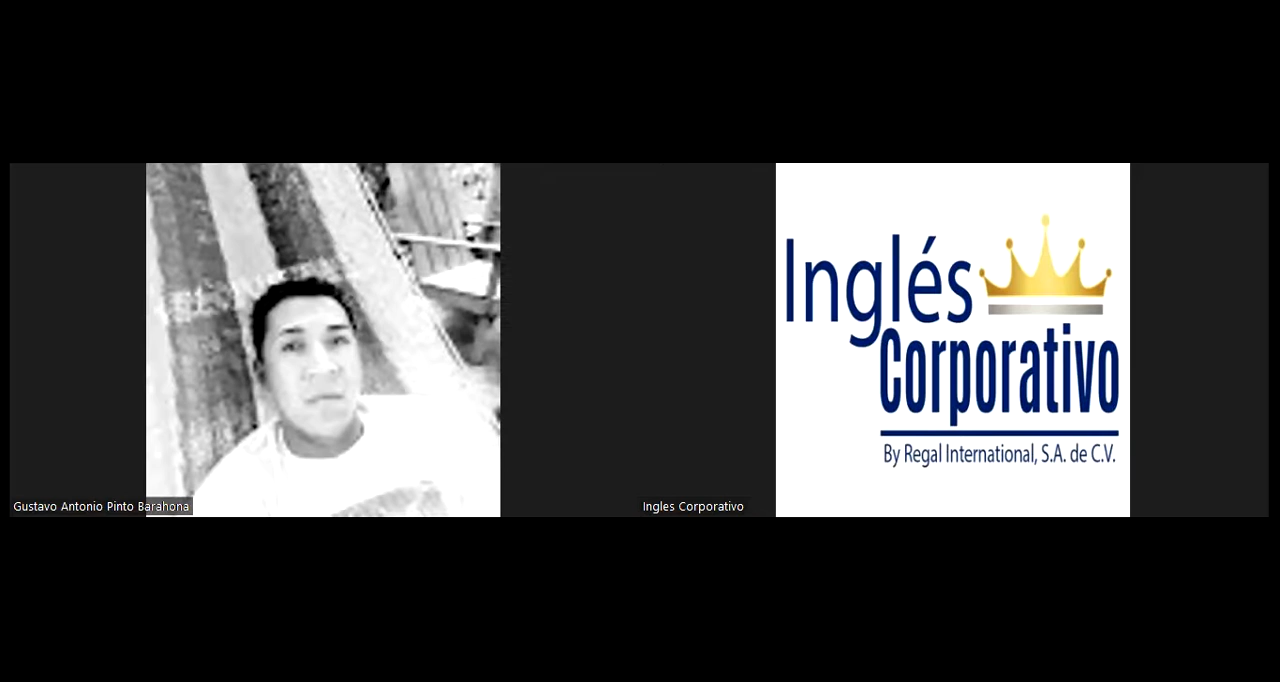 Gustavo Antonio Pinto Barahona
Inglés
Corporativo
By Regal International, S.A. de C.V.
Ingles Corporativo